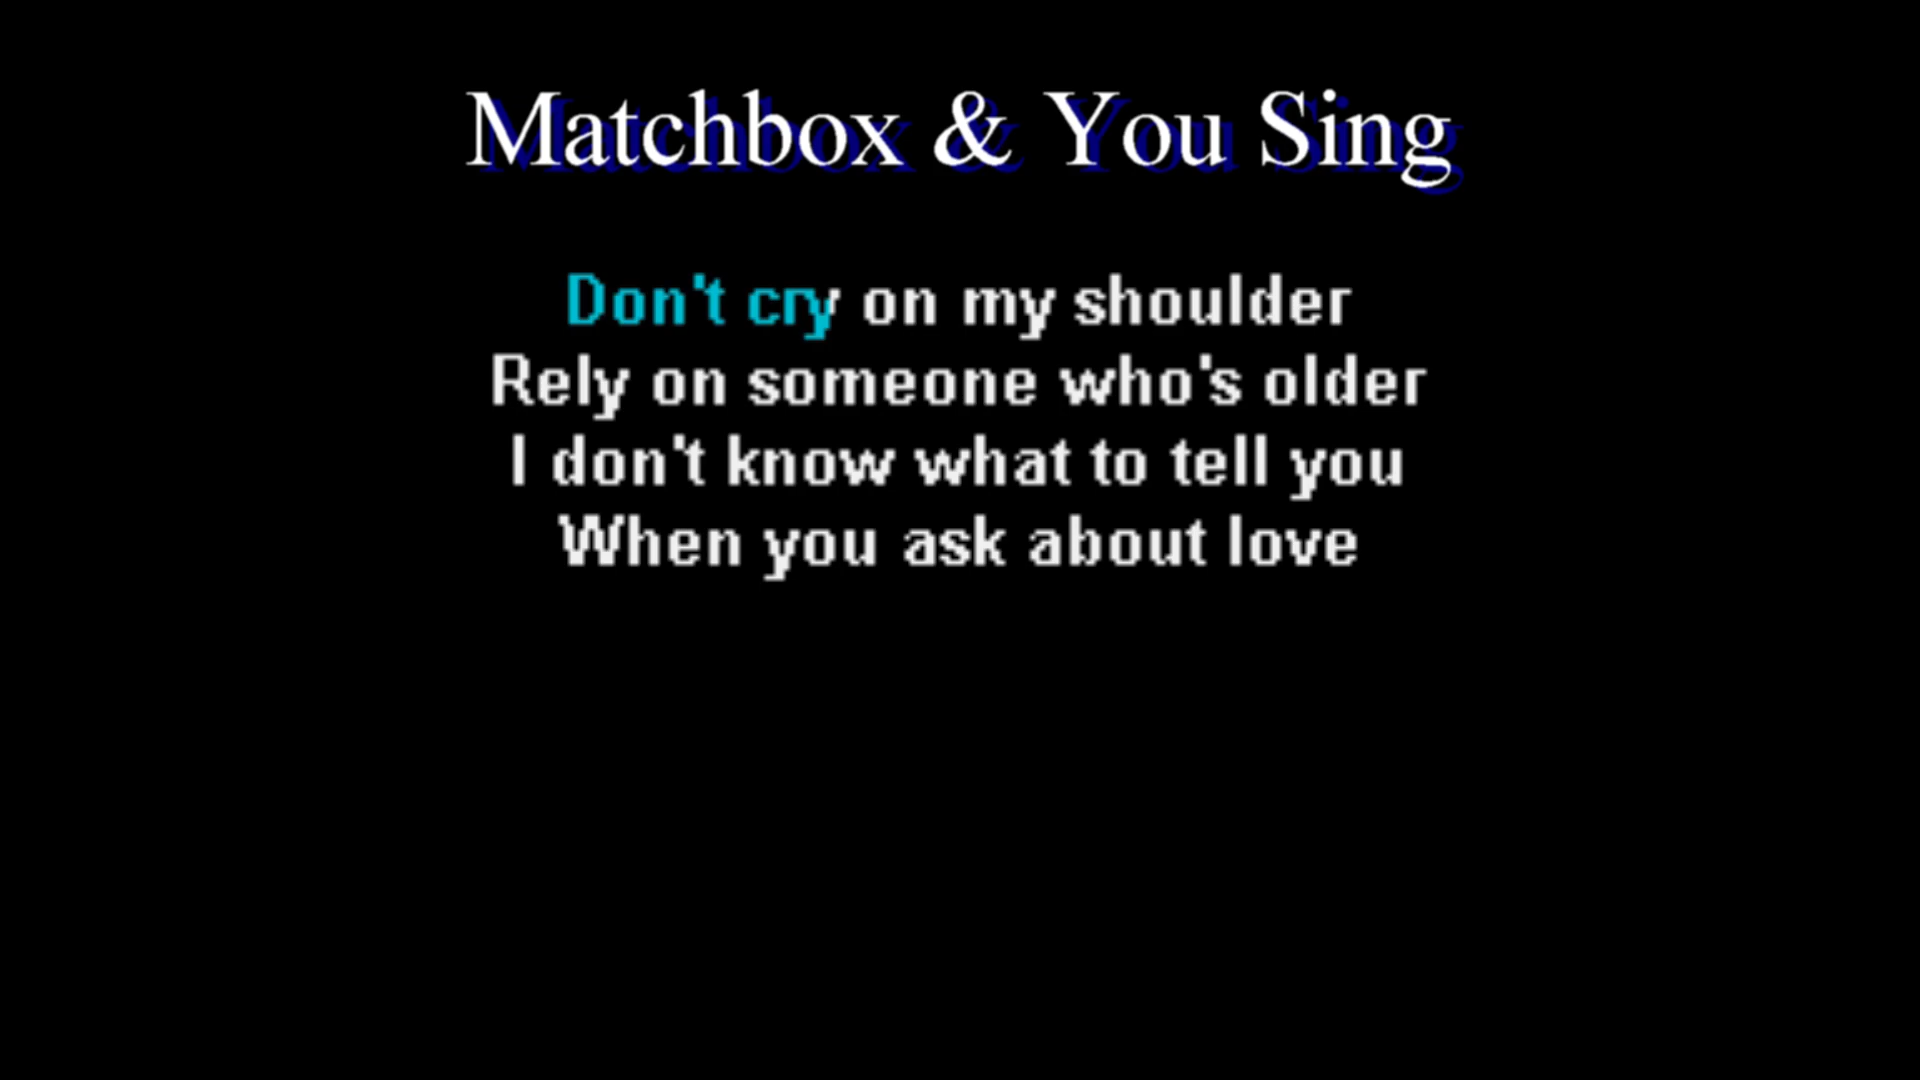 Matchbox & You Sing
Don't cry on my shoulder
Rely on someone who's older
I don't know what to tell you
When you ask about love